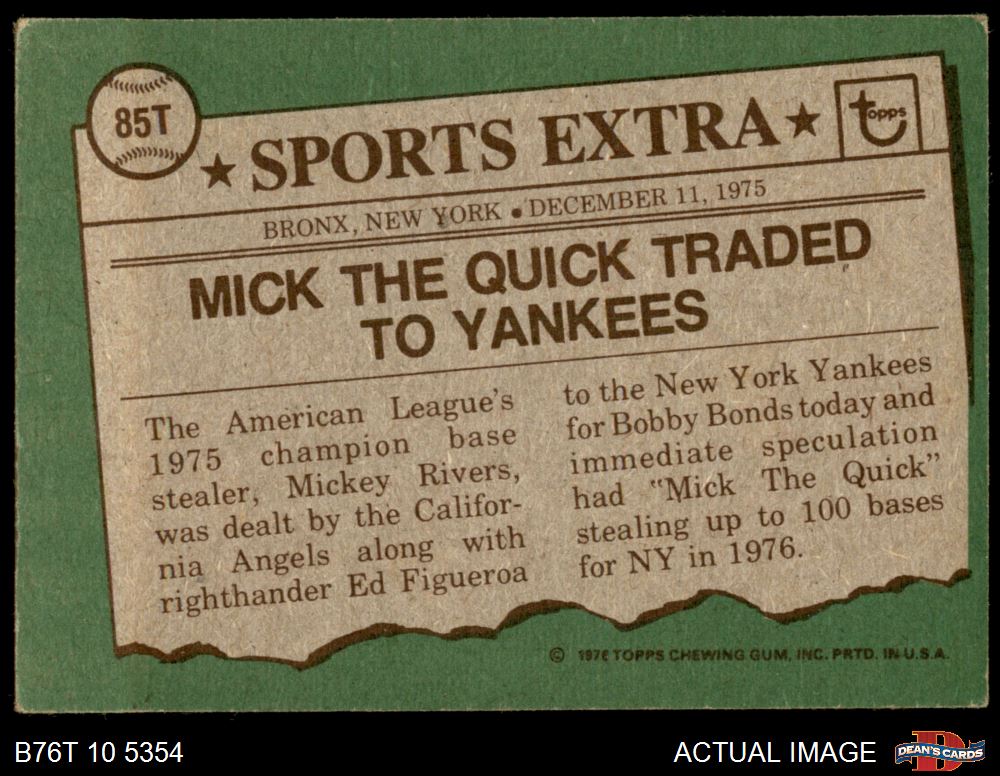 85T
★ SPORTS EXTRA ★
topps
BRONX, NEW YORK • DECEMBER 11, 1975
MICK THE QUICK TRADED
TO YANKEES
The American League's
1975 champion base
stealer, Mickey Rivers,
was dealt by the Califor-
nia Angels along with
righthander Ed Figueroa
to the New York Yankees
for Bobby Bonds today and
immediate speculation
had "Mick The Quick"
stealing up to 100 bases
for NY in 1976.
© 1976 TOPPS CHEWING GUM, INC. PRTD. IN U.S.A.
B76T 10 5354
ACTUAL IMAGE
D
DEAN'S CARDS